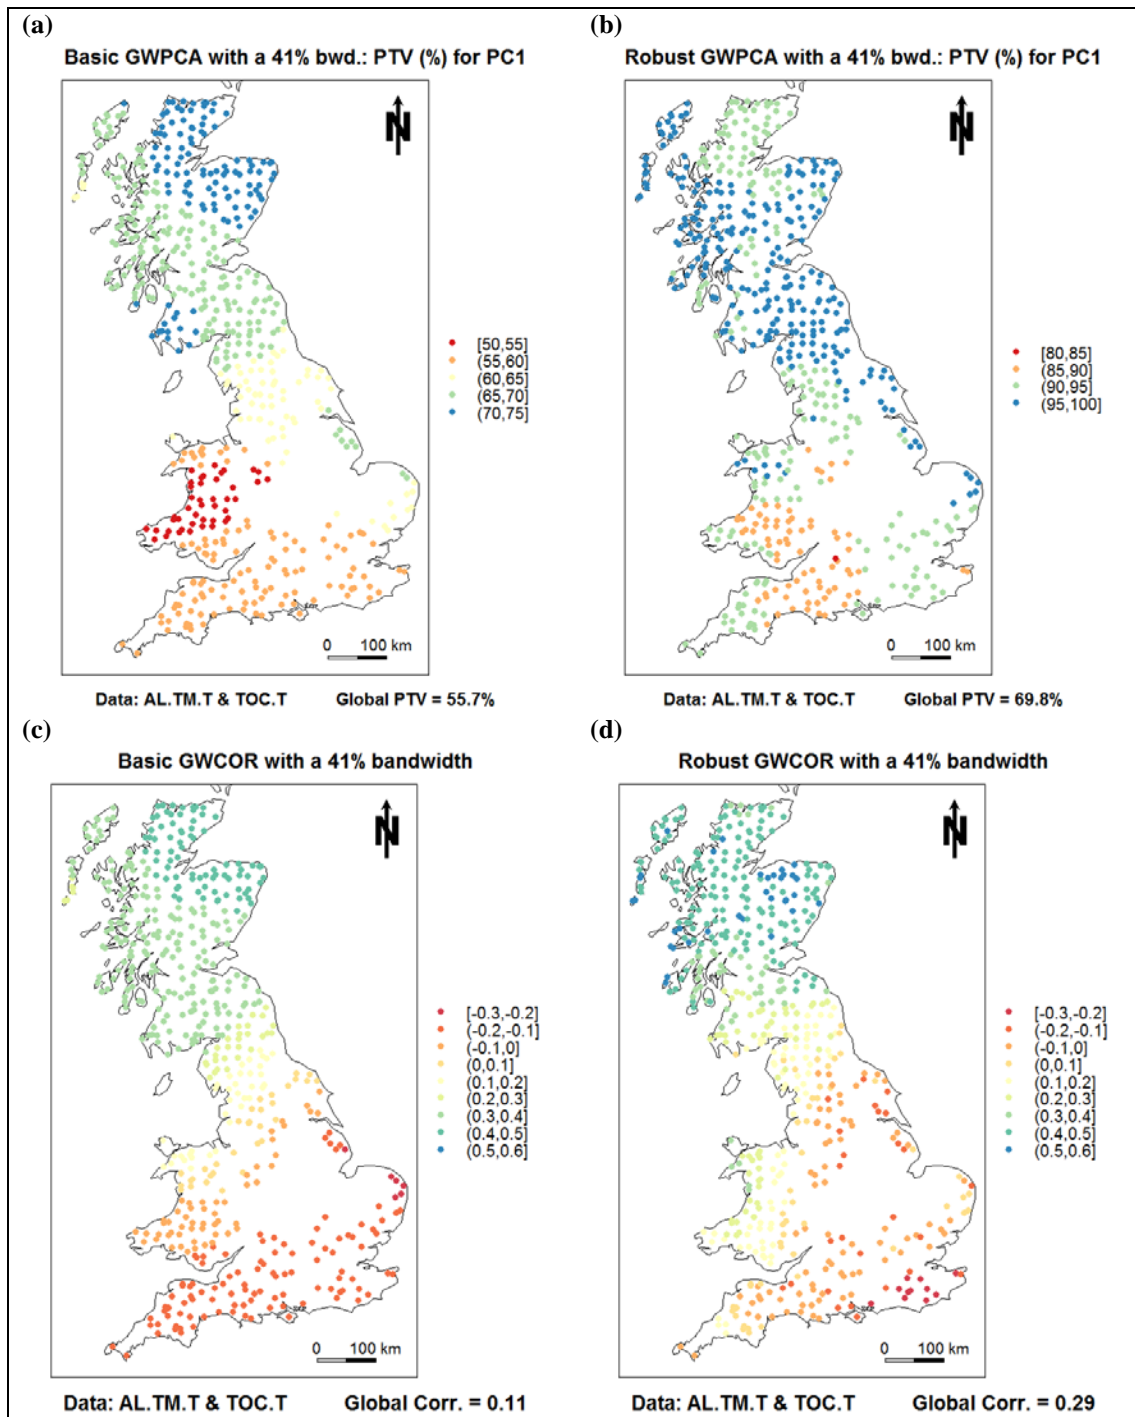 (a)
Basic GWPCA with a 41% bwd.: PTV (%) for PC1
N
[50,55]
(55,60]
(60,65]
(65,70]
(70,75]
0 100 km
Data: AL.TM.T & TOC.T Global PTV = 55.7%
(b)
Robust GWPCA with a 41% bwd.: PTV (%) for PC1
N
[80,85]
(85,90]
(90,95]
(95,100]
0 100 km
Data: AL.TM.T & TOC.T Global PTV = 69.8%
(c)
Basic GWCOR with a 41% bandwidth
N
[-0.3,-0.2]
(-0.2,-0.1]
(-0.1,0]
(0,0.1]
(0.1,0.2]
(0.2,0.3]
(0.3,0.4]
(0.4,0.5]
(0.5,0.6]
0 100 km
Data: AL.TM.T & TOC.T Global Corr. = 0.11
(d)
Robust GWCOR with a 41% bandwidth
N
[-0.3,-0.2]
(-0.2,-0.1]
(-0.1,0]
(0,0.1]
(0.1,0.2]
(0.2,0.3]
(0.3,0.4]
(0.4,0.5]
(0.5,0.6]
0 100 km
Data: AL.TM.T & TOC.T Global Corr. = 0.29